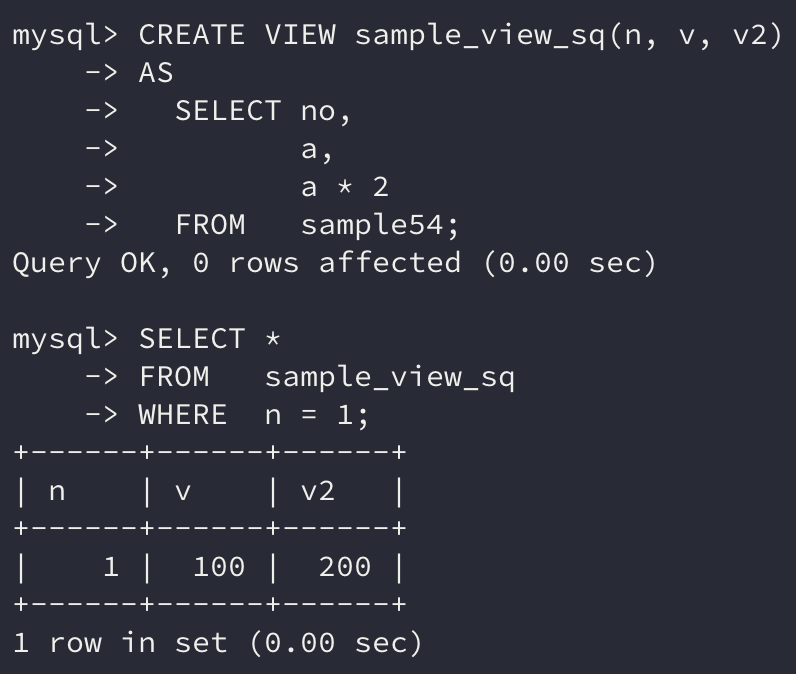 mysql> CREATE VIEW sample_view_sq(n, v, v2)
    -> AS
    ->   SELECT no,
    ->          a,
    ->          a * 2
    ->   FROM   sample54;
Query OK, 0 rows affected (0.00 sec)

mysql> SELECT *
    -> FROM   sample_view_sq
    -> WHERE  n = 1;
+------+------+------+
| n    | v    | v2   |
+------+------+------+
|    1 |  100 |  200 |
+------+------+------+
1 row in set (0.00 sec)